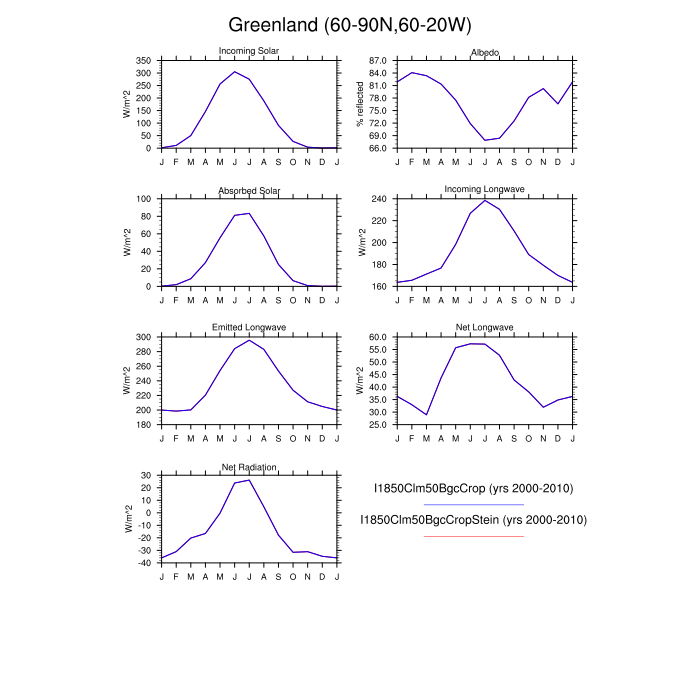 Greenland (60-90N,60-20W)
Incoming Solar
Albedo
W/m^2
350
300
250
200
150
100
50
0
J F M A M J J A S O N D J
% reflected
87.0
84.0
81.0
78.0
75.0
72.0
69.0
66.0
J F M A M J J A S O N D J
Absorbed Solar
Incoming Longwave
W/m^2
100
80
60
40
20
0
J F M A M J J A S O N D J
W/m^2
240
220
200
180
160
J F M A M J J A S O N D J
Emitted Longwave
Net Longwave
W/m^2
300
280
260
240
220
200
180
J F M A M J J A S O N D J
W/m^2
60.0
55.0
50.0
45.0
40.0
35.0
30.0
25.0
J F M A M J J A S O N D J
Net Radiation
W/m^2
30
20
10
0
-10
-20
-30
-40
J F M A M J J A S O N D J
I1850Clm50BgcCrop (yrs 2000-2010)
I1850Clm50BgcCropStein (yrs 2000-2010)